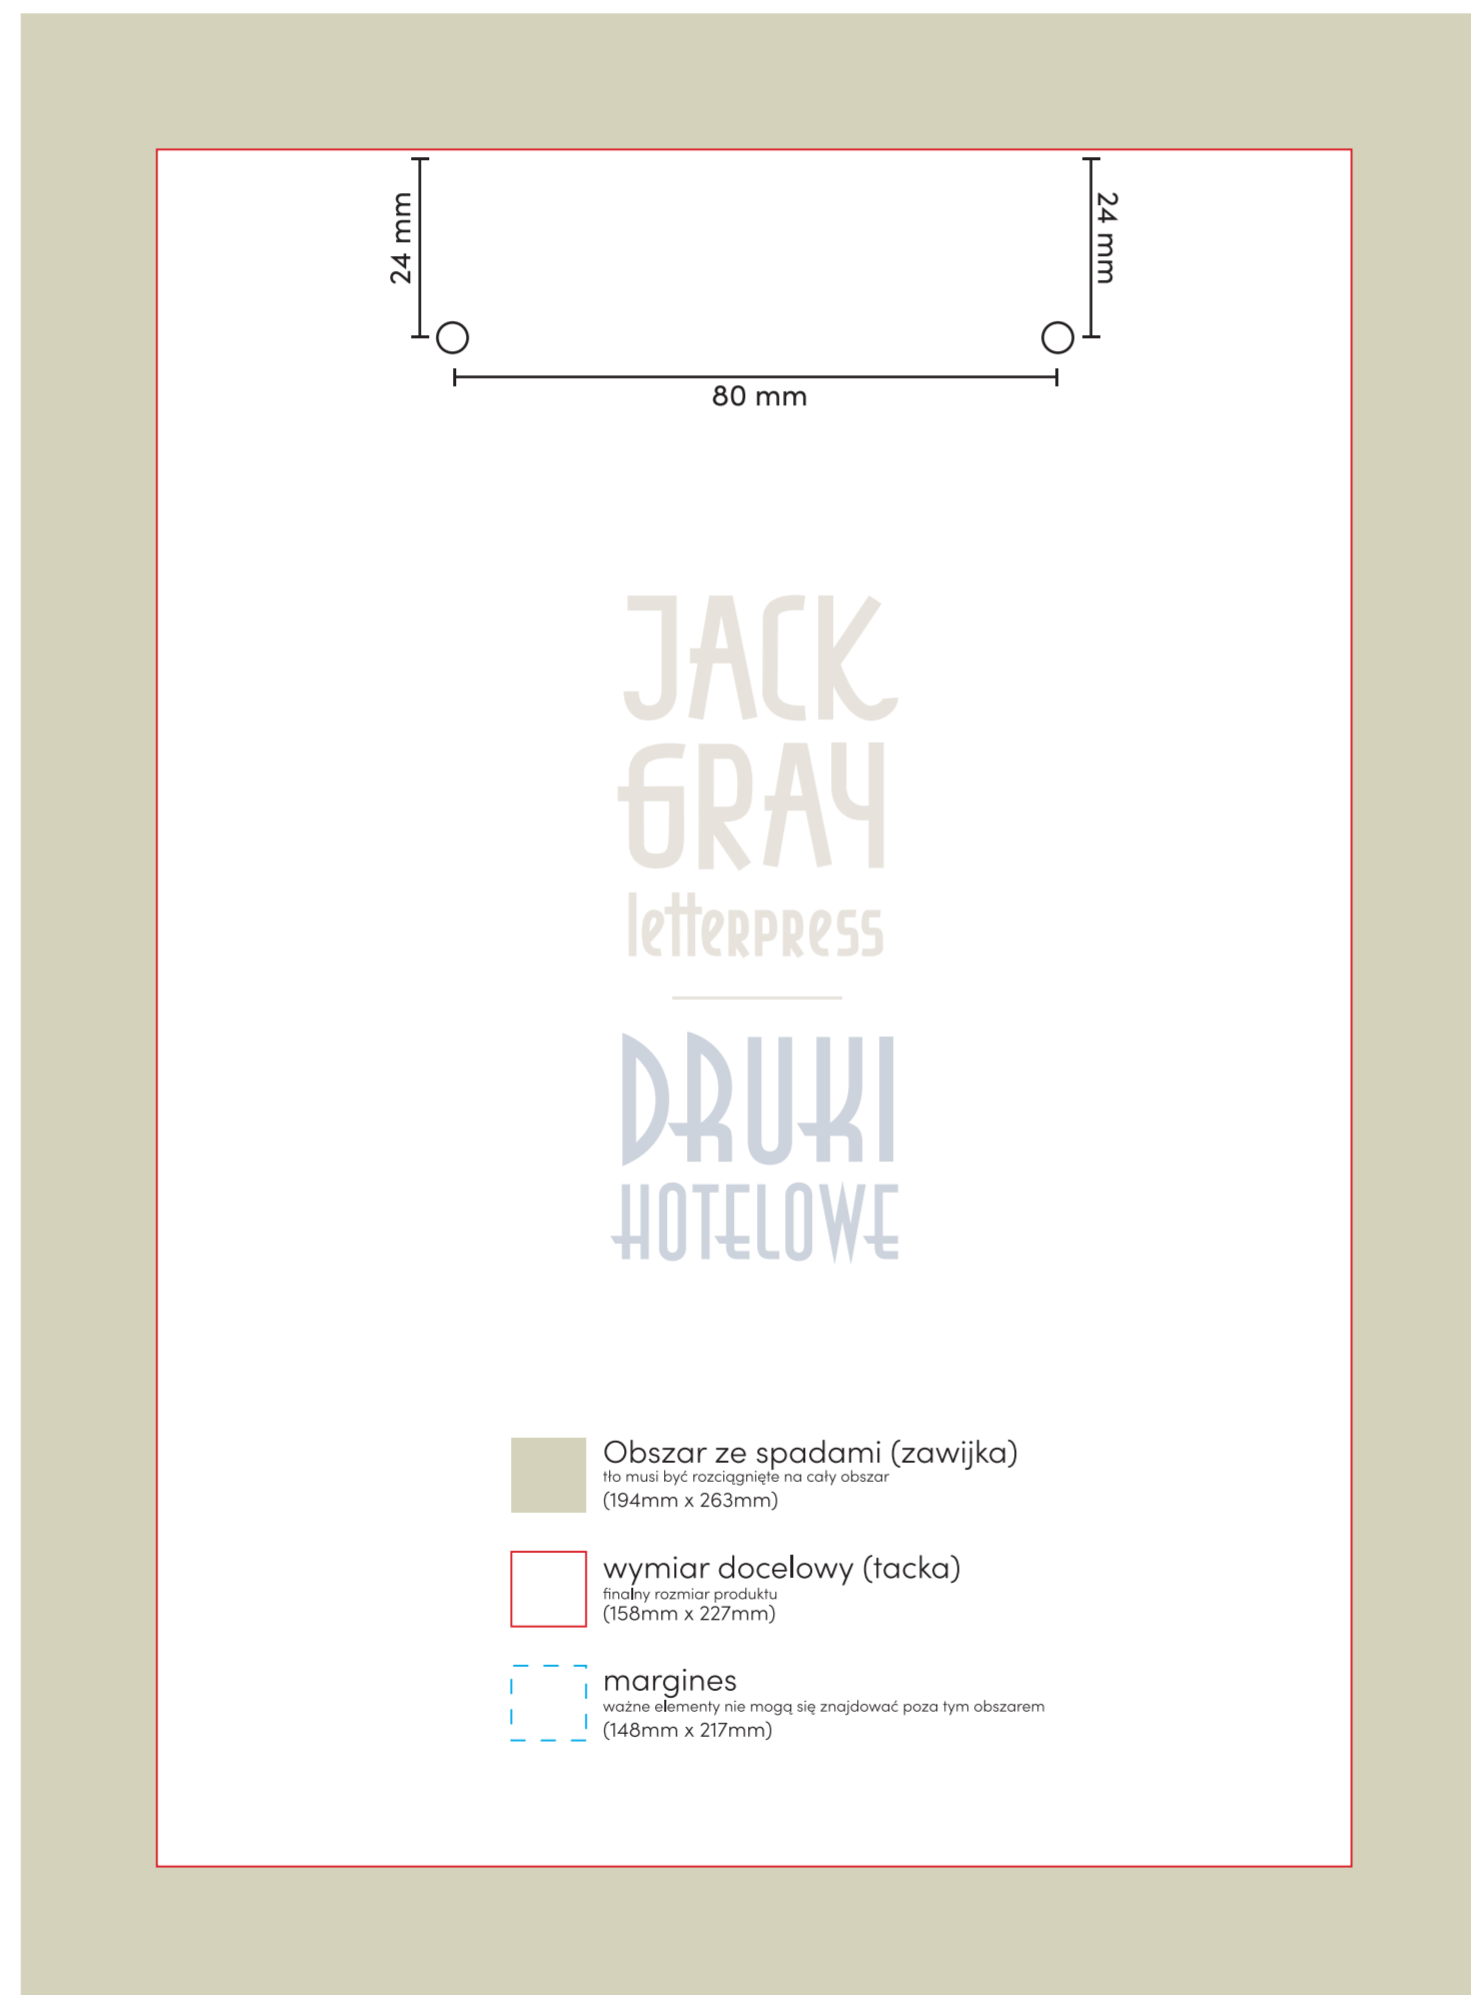 24 mm
24 mm
80 mm
JACK
GRAY
letterpress
DRUKI
HOTELOWE
Obszar ze spadami (zawijka)
tło musi być rozciągnięte na cały obszar
(194mm x 263mm)
wymiar docelowy (tacka)
finalny rozmiar produktu
(158mm x 227mm)
margines
ważne elementy nie mogą się znajdować poza tym obszarem
(148mm x 217mm)